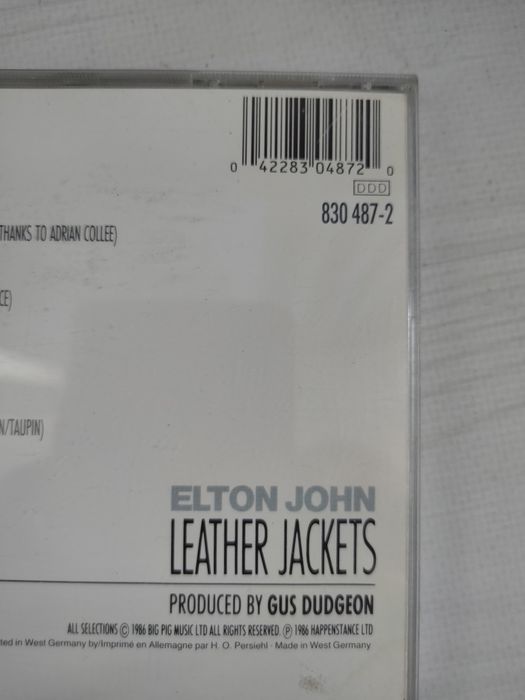 0 42283 04872 0
DDD
830 487-2
THANKS TO ADRIAN COLLEE)
CE)
N/TAUPIN)
ELTON JOHN
LEATHER JACKETS
PRODUCED BY GUS DUDGEON
ALL SELECTIONS © 1986 BIG PIG MUSIC LTD ALL RIGHTS RESERVED. ℗ 1986 HAPPENSTANCE LTD
ted in West Germany by/Imprimé en Allemagne par H. O. Persiehl · Made in West Germany